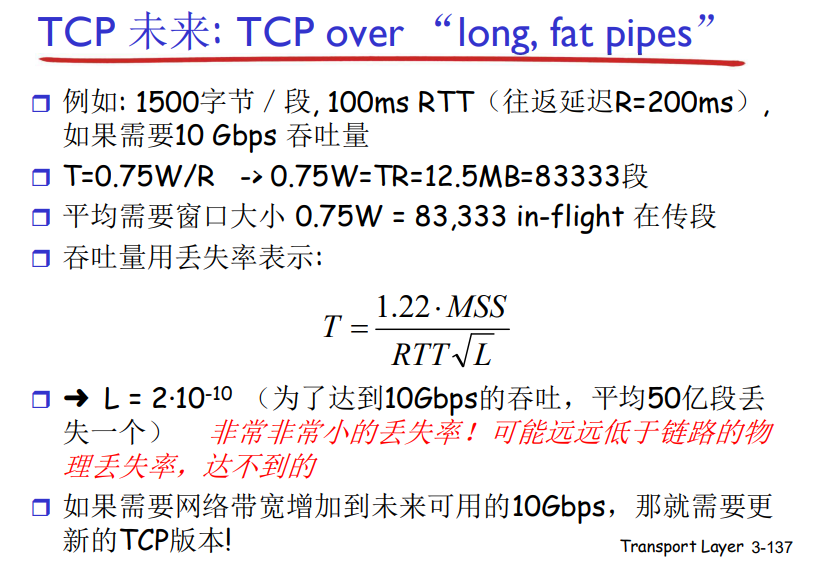 TCP 未来: TCP over “long, fat pipes”
❒ 例如: 1500字节／段, 100ms RTT（往返延迟R=200ms）,
如果需要10 Gbps 吞吐量
❒ T=0.75W/R -> 0.75W=TR=12.5MB=83333段
❒ 平均需要窗口大小 0.75W = 83,333 in-flight 在传段
❒ 吞吐量用丢失率表示:
T = 1.22 · MSS / RTT√L
❒ ➜ L = 2·10⁻¹⁰ （为了达到10Gbps的吞吐，平均50亿段丢
失一个） 非常非常小的丢失率！可能远远低于链路的物
理丢失率，达不到的
❒ 如果需要网络带宽增加到未来可用的10Gbps，那就需要更
新的TCP版本!
Transport Layer 3-137